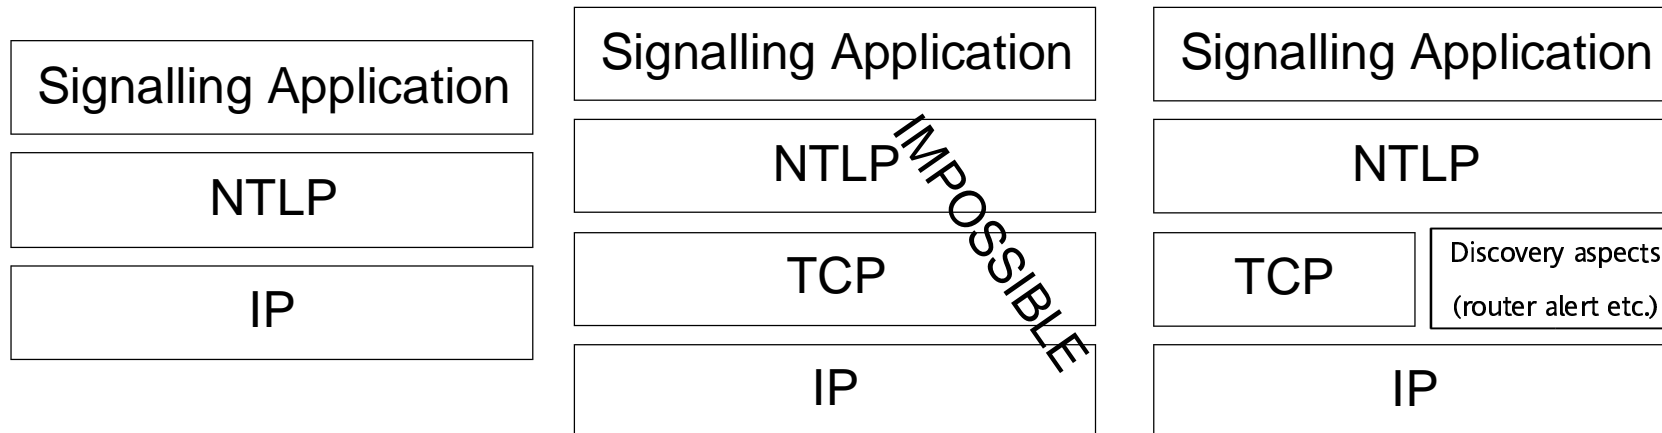 Signalling Application
NTLP
IP
Signalling Application
NTLP
TCP
IP
IMPOSSIBLE
Signalling Application
NTLP
TCP
Discovery aspects
(router alert etc.)
IP